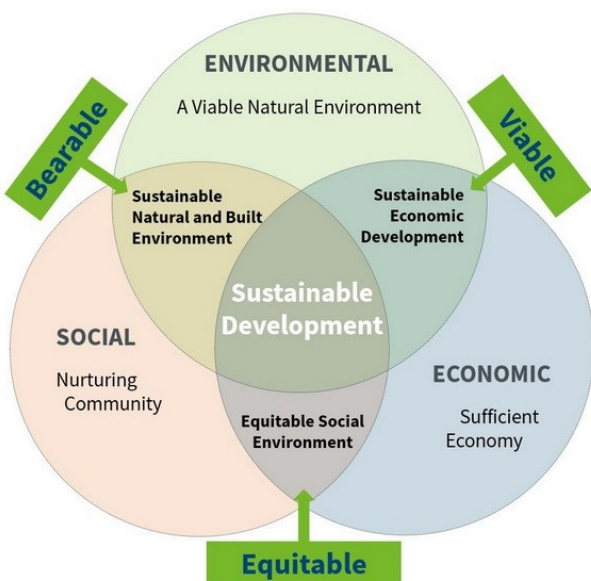 ENVIRONMENTAL
A Viable Natural Environment
Bearable
Viable
Sustainable
Natural and Built
Environment
Sustainable
Economic
Development
Sustainable
Development
SOCIAL
Nurturing
Community
ECONOMIC
Sufficient
Economy
Equitable Social
Environment
Equitable